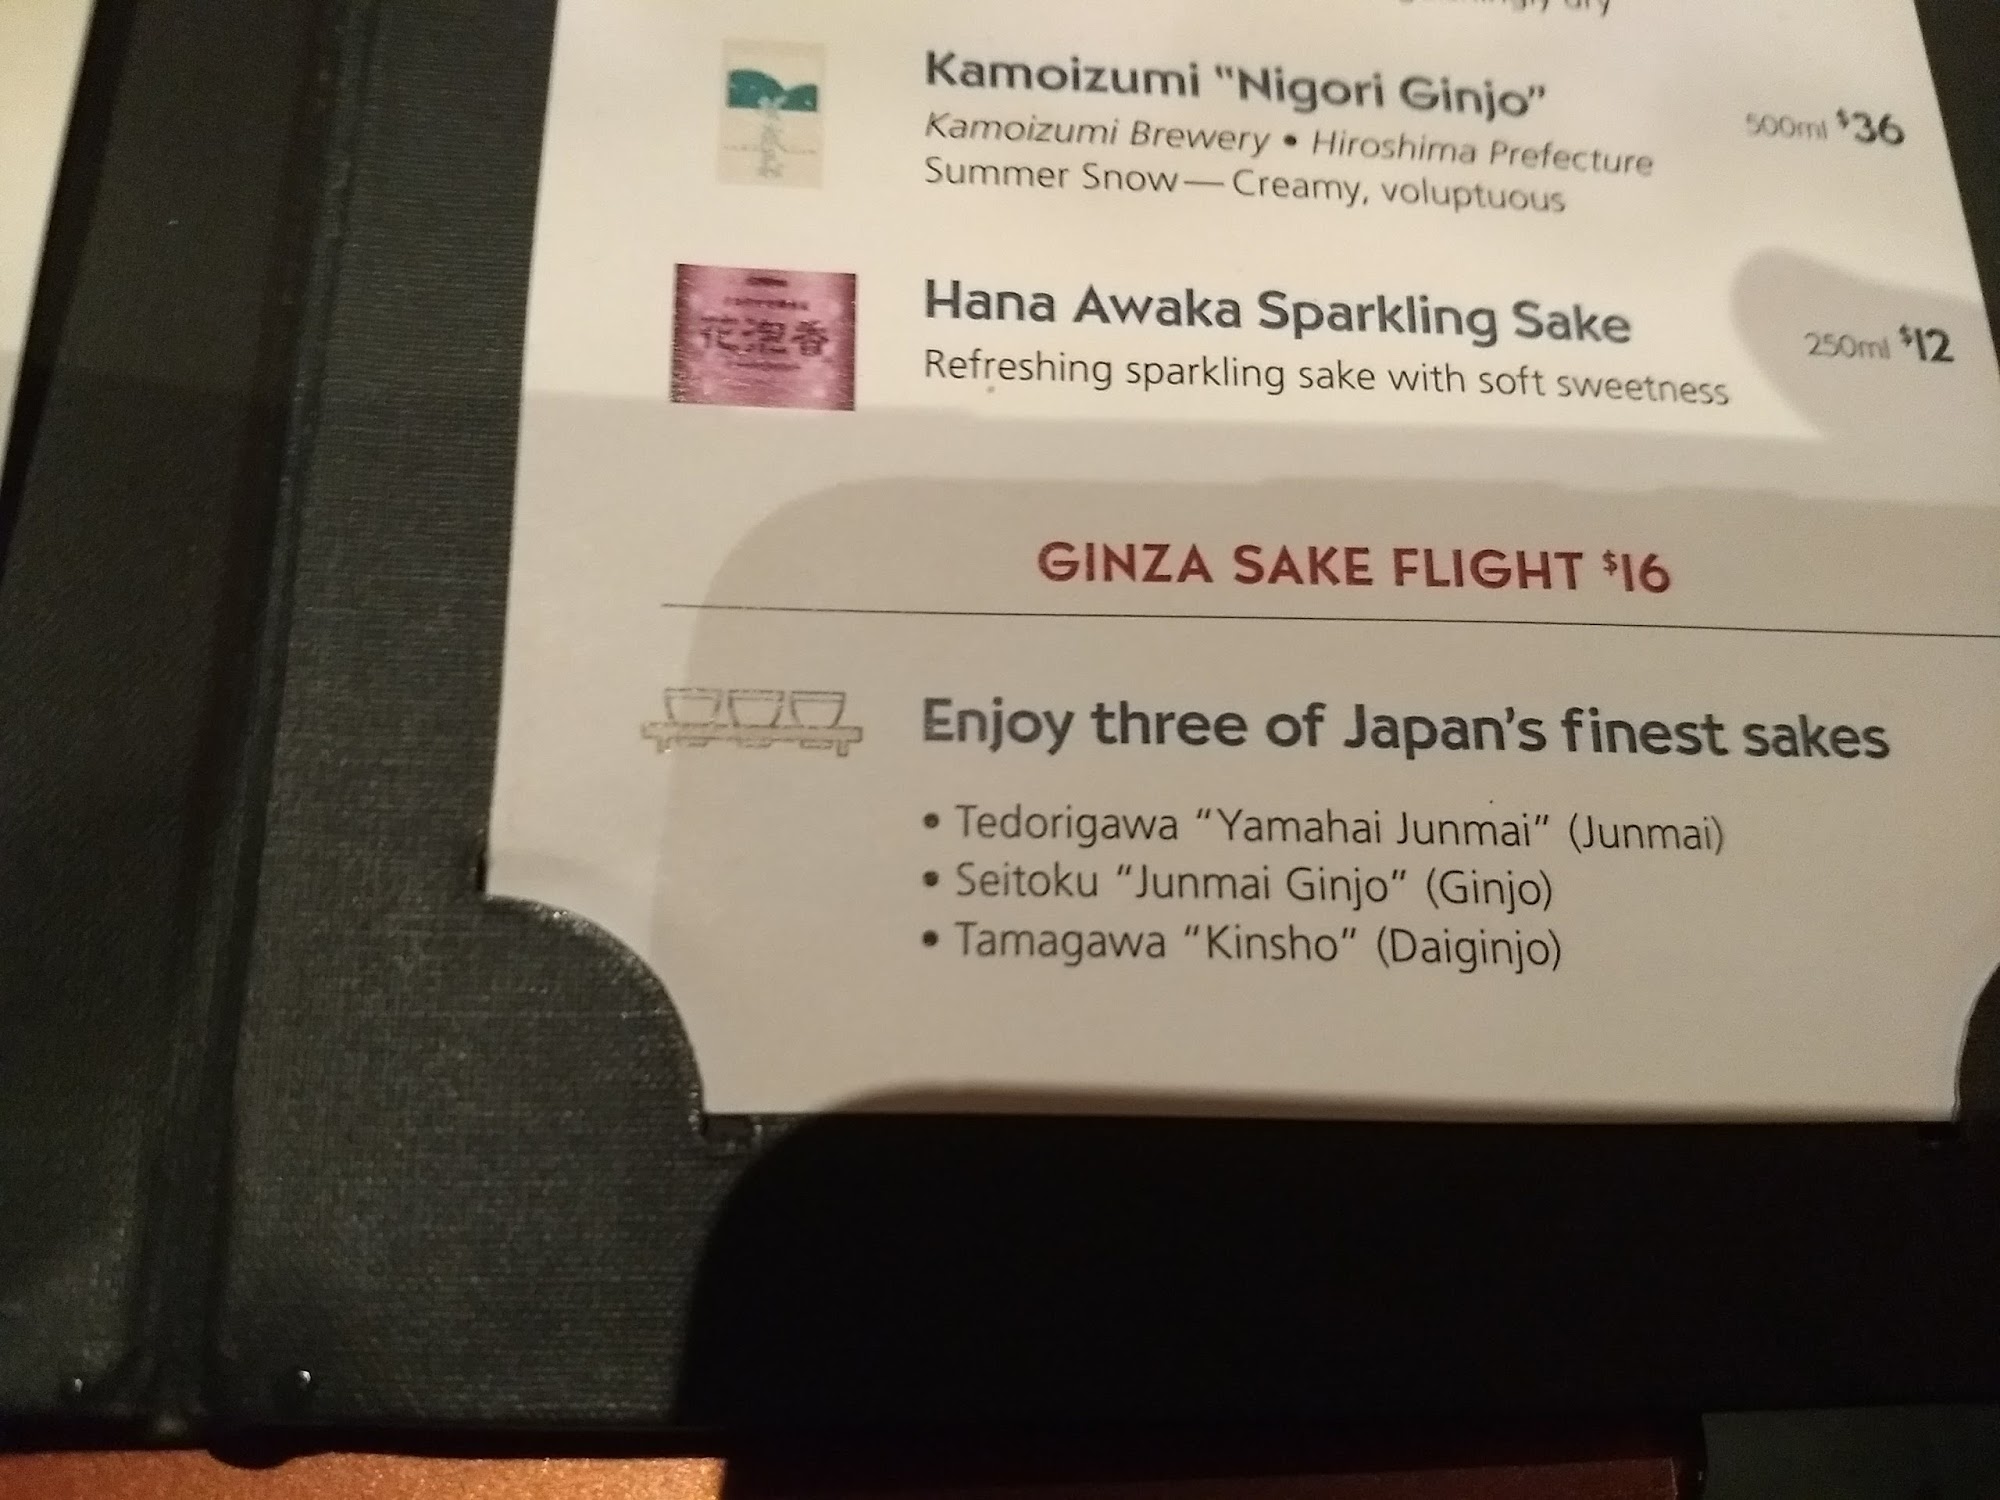 dry
Kamoizumi "Nigori Ginjo"
500ml $36
Kamoizumi Brewery • Hiroshima Prefecture
Summer Snow — Creamy, voluptuous
花泡香
Hana Awaka Sparkling Sake
250ml $12
Refreshing sparkling sake with soft sweetness
GINZA SAKE FLIGHT $16
Enjoy three of Japan's finest sakes
• Tedorigawa "Yamahai Junmai" (Junmai)
• Seitoku "Junmai Ginjo" (Ginjo)
• Tamagawa "Kinsho" (Daiginjo)